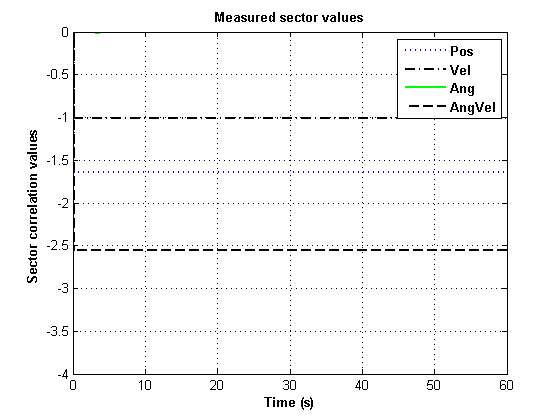 Measured sector values
Pos
Vel
Ang
AngVel
Sector correlation values
0
-0.5
-1
-1.5
-2
-2.5
-3
-3.5
-4
0 10 20 30 40 50 60
Time (s)